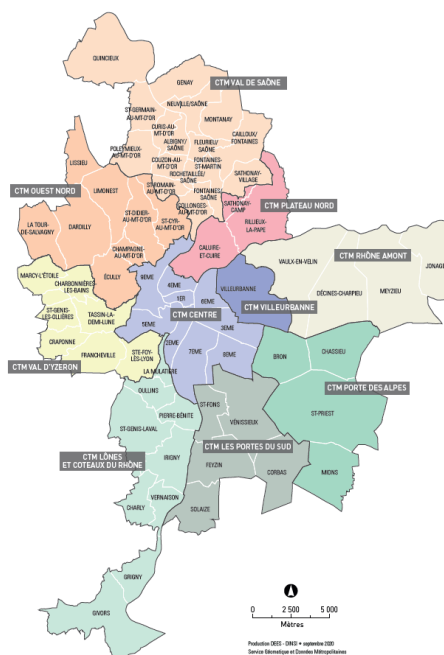 QUINCIEUX
GENAY
CTM VAL DE SAÔNE
NEUVILLE/SAÔNE
ST-GERMAIN-
AU-MT-D'OR
MONTANAY
CURIS-AU-
MT-D'OR
CAILLOUX/
FONTAINES
ALBIGNY/
SAÔNE
FLEURIEU/
SAÔNE
POLEYMIEUX-
AU-MT-D'OR
COUZON-AU-
MT-D'OR
FONTAINES-
ST-MARTIN
LISSIEU
ROCHETAILLÉE/
SAÔNE
SATHONAY-
VILLAGE
CTM OUEST NORD
LIMONEST
ST-ROMAIN-
AU-MT-D'OR
FONTAINES/
SAÔNE
CTM PLATEAU NORD
COLLONGES-
AU-MT-D'OR
SATHONAY-
CAMP
ST-DIDIER-
AU-MT-D'OR
RILLIEUX-
LA-PAPE
LA TOUR-
DE-SALVAGNY
DARDILLY
ST-CYR-
AU-MT-D'OR
CHAMPAGNE-
AU-MT-D'OR
CALUIRE-
ET-CUIRE
VAULX-EN-VELIN
CTM RHÔNE AMONT
JONAGE
ÉCULLY
9EME
4EME
MARCY-L'ÉTOILE
CHARBONNIÈRES-
LES-BAINS
1ER
6EME
VILLEURBANNE
DÉCINES-CHARPIEU
MEYZIEU
CTM VILLEURBANNE
ST-GENIS-
LES-OLLIÈRES
TASSIN-LA-
DEMI-LUNE
CTM CENTRE
5EME
2EME
3EME
CRAPONNE
FRANCHEVILLE
STE-FOY-
LÈS-LYON
7EME
8EME
BRON
CHASSIEU
CTM VAL D'YZERON
LA MULATIÈRE
OULLINS
CTM PORTE DES ALPES
ST-FONS
PIERRE-BÉNITE
VÉNISSIEUX
ST-PRIEST
ST-GENIS-LAVAL
CTM LES PORTES DU SUD
CTM LÔNES
ET COTEAUX DU RHÔNE
IRIGNY
FEYZIN
CORBAS
MIONS
VERNAISON
CHARLY
SOLAIZE
GRIGNY
GIVORS
0
2 500
5 000
Mètres
Production DEES - DINSI • septembre 2020
Service Géomatique et Données Métropolitaines